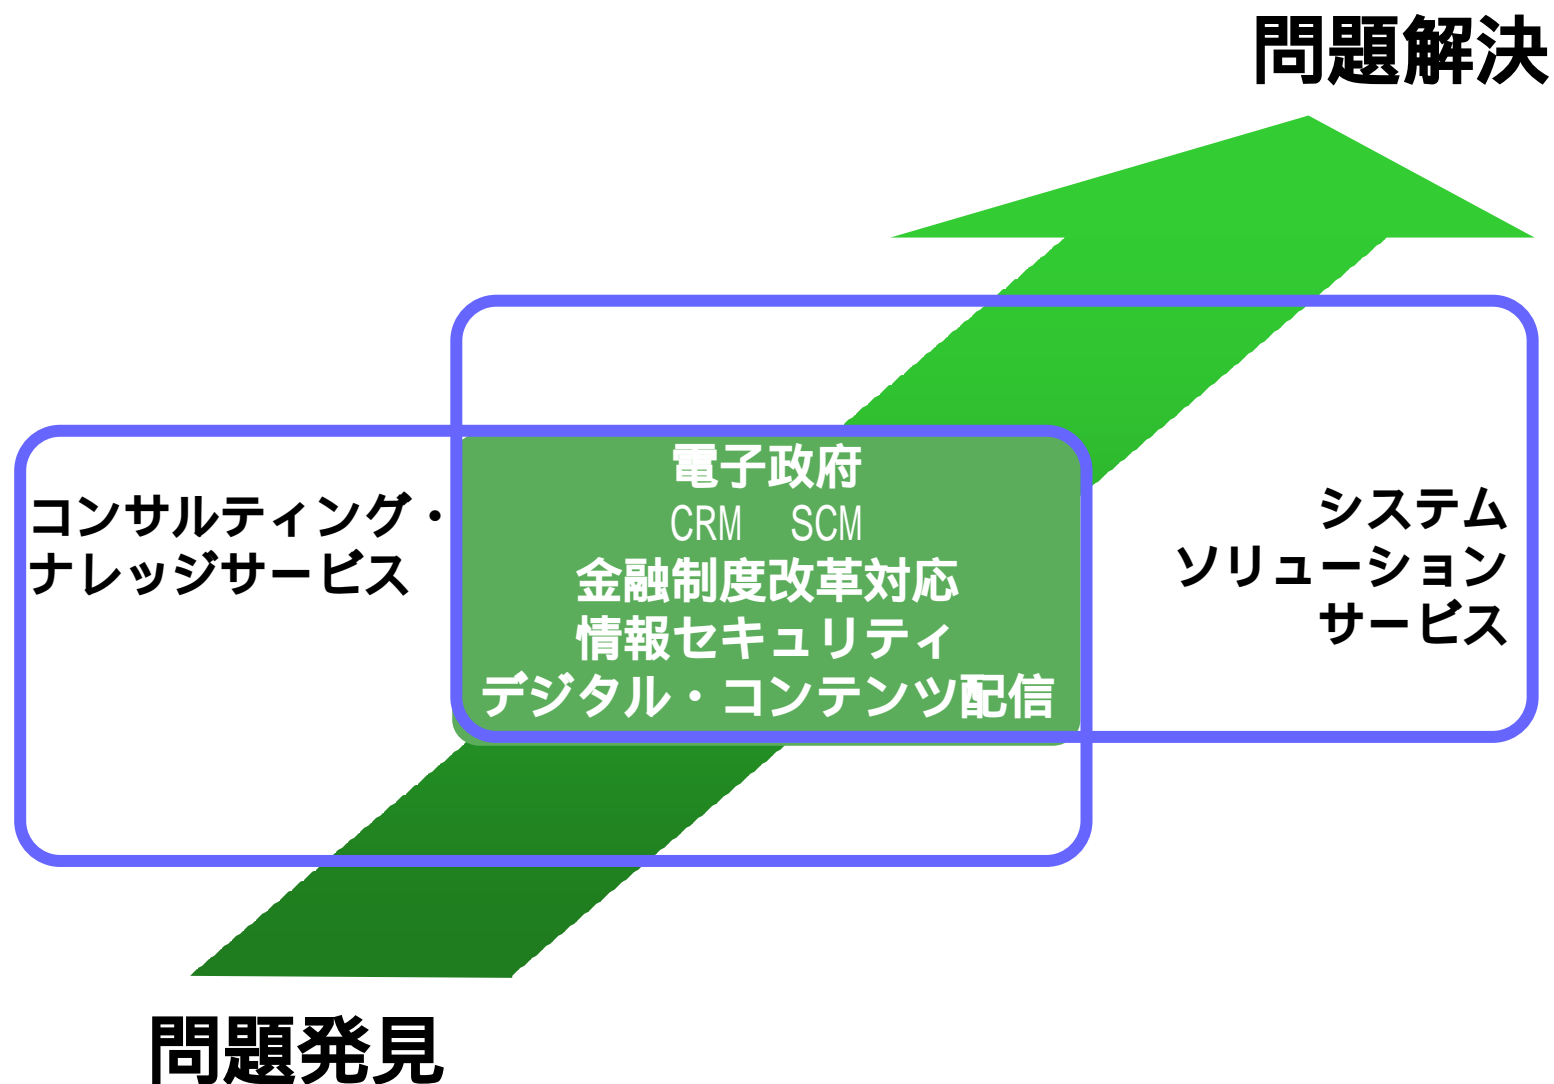 問題解決
コンサルティング・
ナレッジサービス
電子政府
CRM　SCM
金融制度改革対応
情報セキュリティ
デジタル・コンテンツ配信
システム
ソリューション
サービス
問題発見